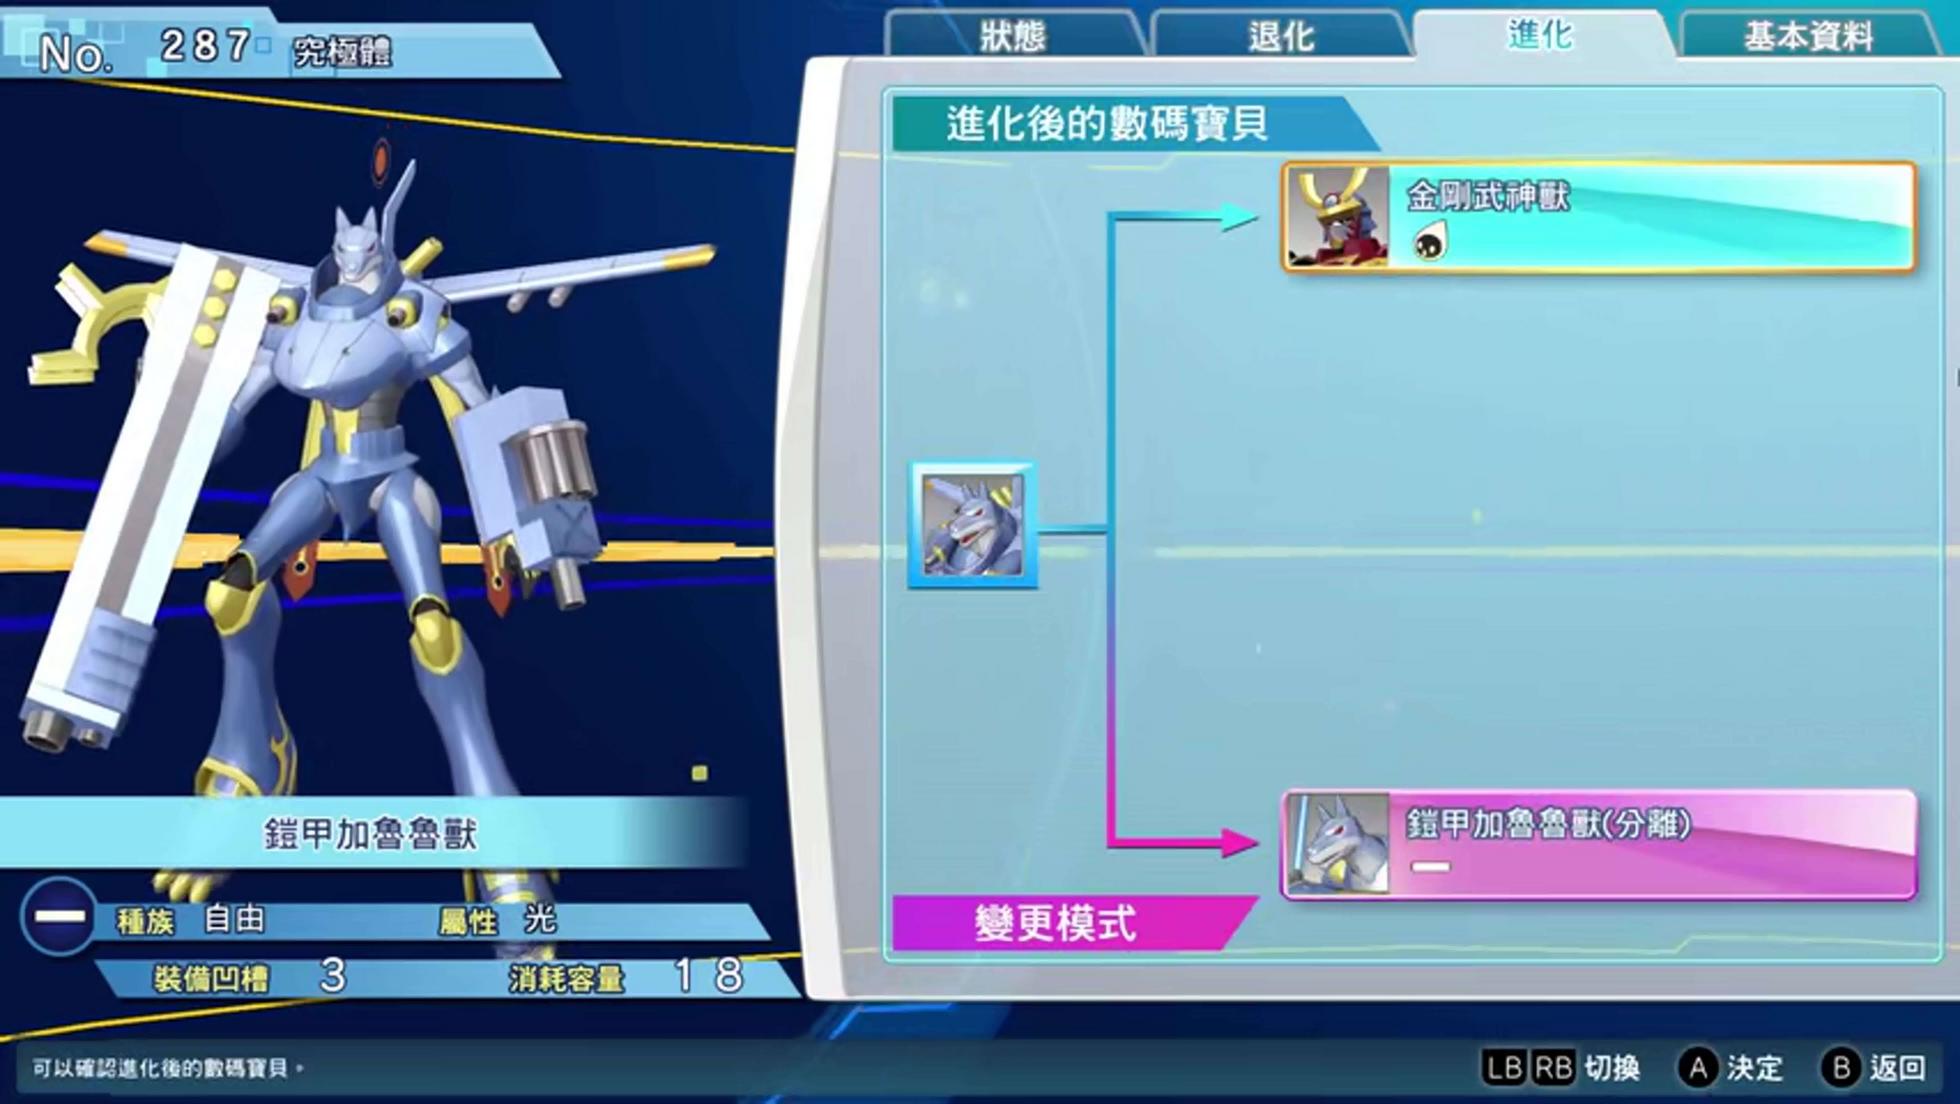 No. 287 究極體
狀態
退化
進化
基本資料
進化後的數碼寶貝
金剛武神獸
鎧甲加魯魯獸(分離)
變更模式
鎧甲加魯魯獸
種族 自由 屬性 光
裝備凹槽 3 消耗容量 18
可以確認進化後的數碼寶貝。
LB RB 切換 A 決定 B 返回